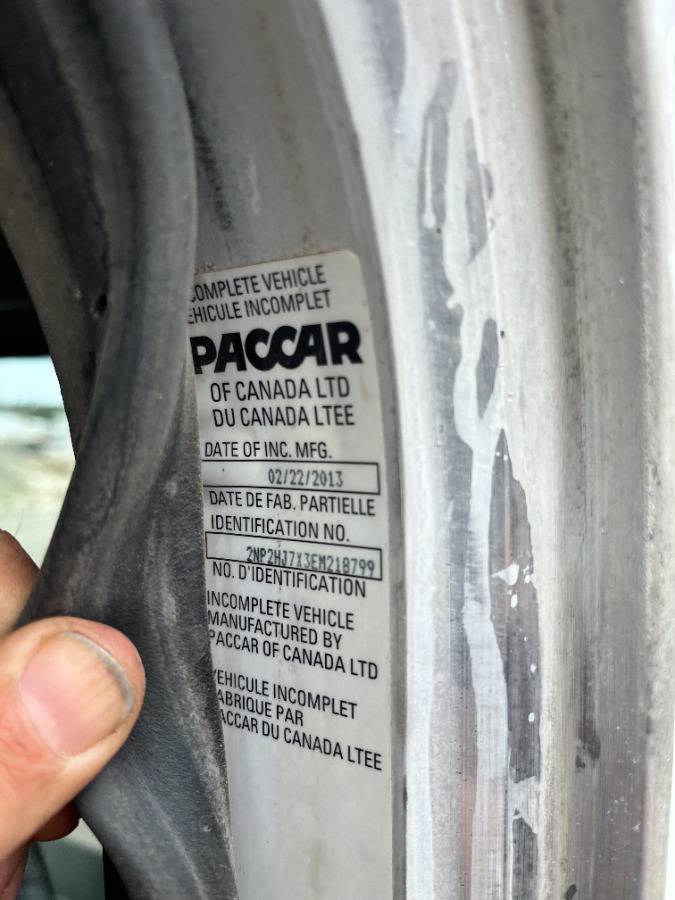 COMPLETE VEHICLE
EHICULE INCOMPLET
PACCAR
OF CANADA LTD
DU CANADA LTEE
DATE OF INC. MFG.
02/22/2013
DATE DE FAB. PARTIELLE
IDENTIFICATION NO.
2NP2HJ7X3EM218799
NO. D'IDENTIFICATION
INCOMPLETE VEHICLE
MANUFACTURED BY
PACCAR OF CANADA LTD
VEHICULE INCOMPLET
FABRIQUE PAR
ACCAR DU CANADA LTEE